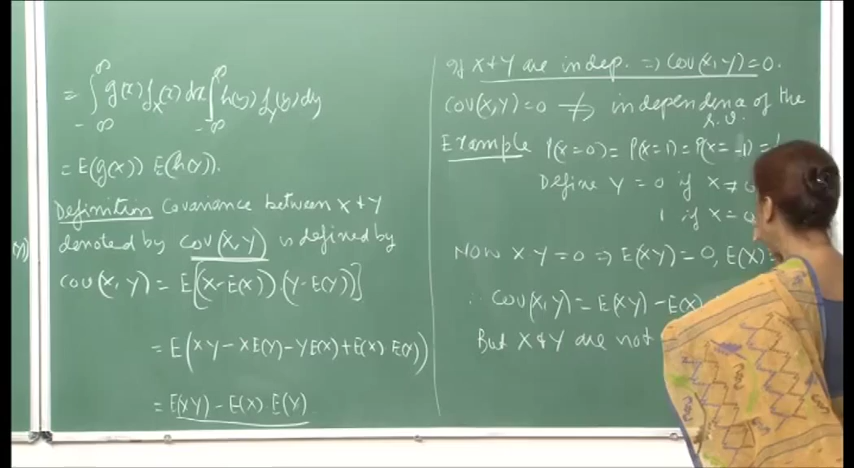 = ∫_{-∞}^{∞} g(x) f_X(x) dx ∫_{-∞}^{∞} h(y) f_Y(y) dy
= E(g(X)) E(h(Y)).
Definition Covariance between X + Y
denoted by COV(X,Y) is defined by
COV(X, Y) = E[(X-E(X)) (Y-E(Y))]
= E(XY - XE(Y) - YE(X) + E(X) E(Y))
= E(XY) - E(X) E(Y)
If X + Y are indep. => COV(X, Y) = 0.
COV(X,Y) = 0 ≠> independence of the
r.v.
Example P(X=0) = P(X=1) = P(X=-1) =
Define Y = 0 if X ≠ 0
1 if X = 0
Now X Y = 0 => E(XY) = 0, E(X) =
∴ COV(X,Y) = E(XY) - E(X)
But X & Y are not